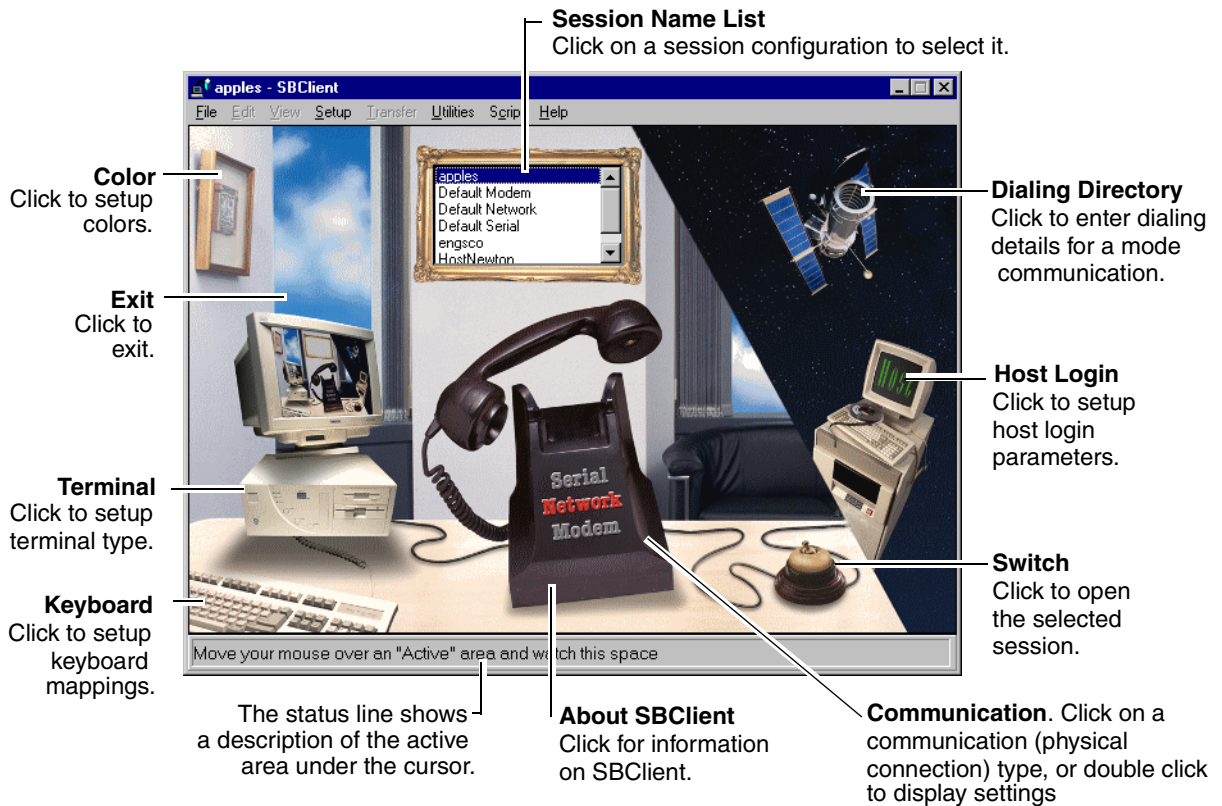 Session Name List
Click on a session configuration to select it.
apples - SBClient
File Edit View Setup Transfer Utilities Script Help
apples
Default Modem
Default Network
Default Serial
engsco
HostNewton
Color
Click to setup
colors.
Exit
Click to
exit.
Terminal
Click to setup
terminal type.
Keyboard
Click to setup
keyboard
mappings.
Dialing Directory
Click to enter dialing
details for a mode
communication.
Host
Host Login
Click to setup
host login
parameters.
Serial
Network
Modem
Switch
Click to open
the selected
session.
Move your mouse over an "Active" area and watch this space
The status line shows
a description of the active
area under the cursor.
About SBClient
Click for information
on SBClient.
Communication. Click on a
communication (physical
connection) type, or double click
to display settings